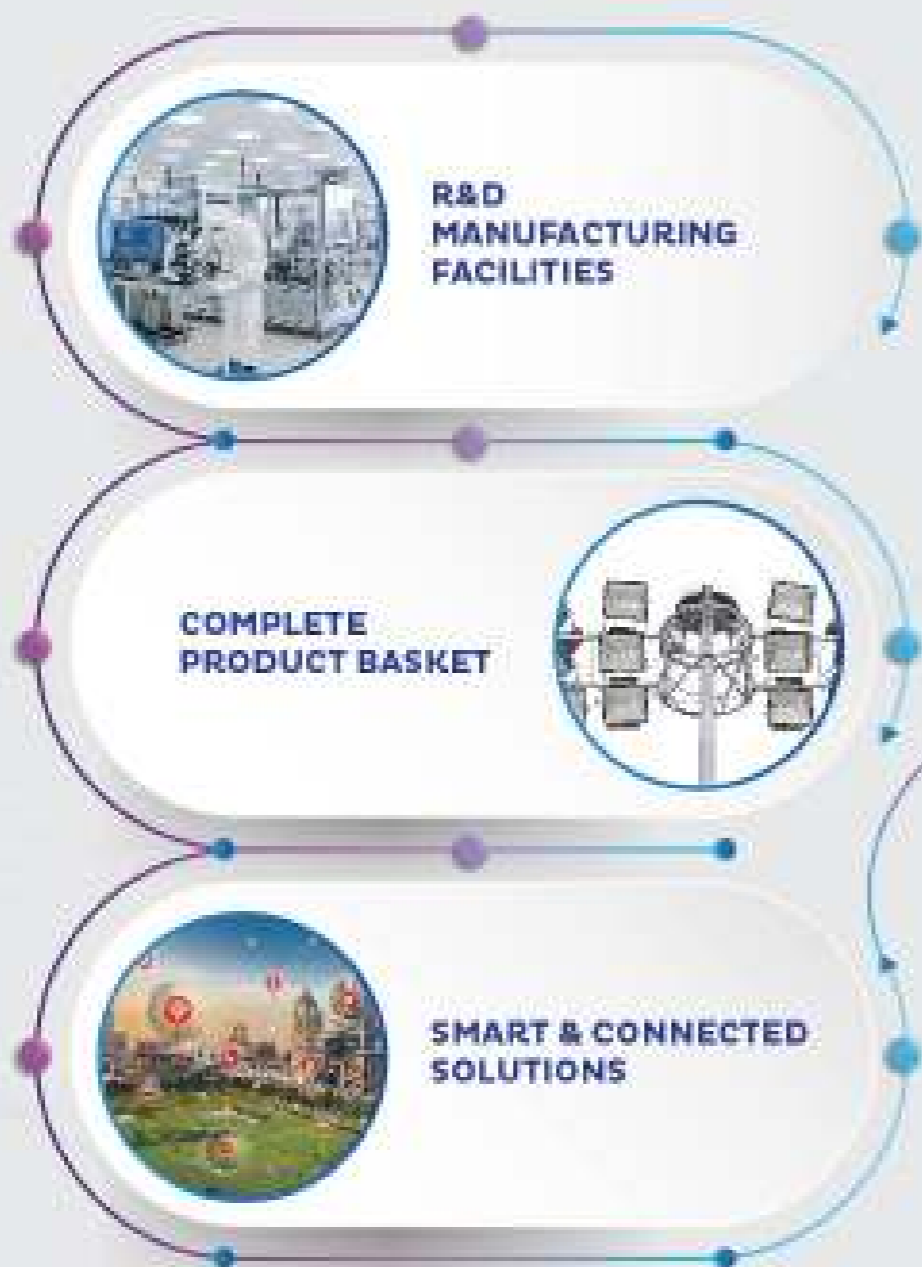 R&D
MANUFACTURING
FACILITIES
COMPLETE
PRODUCT BASKET
SMART & CONNECTED
SOLUTIONS